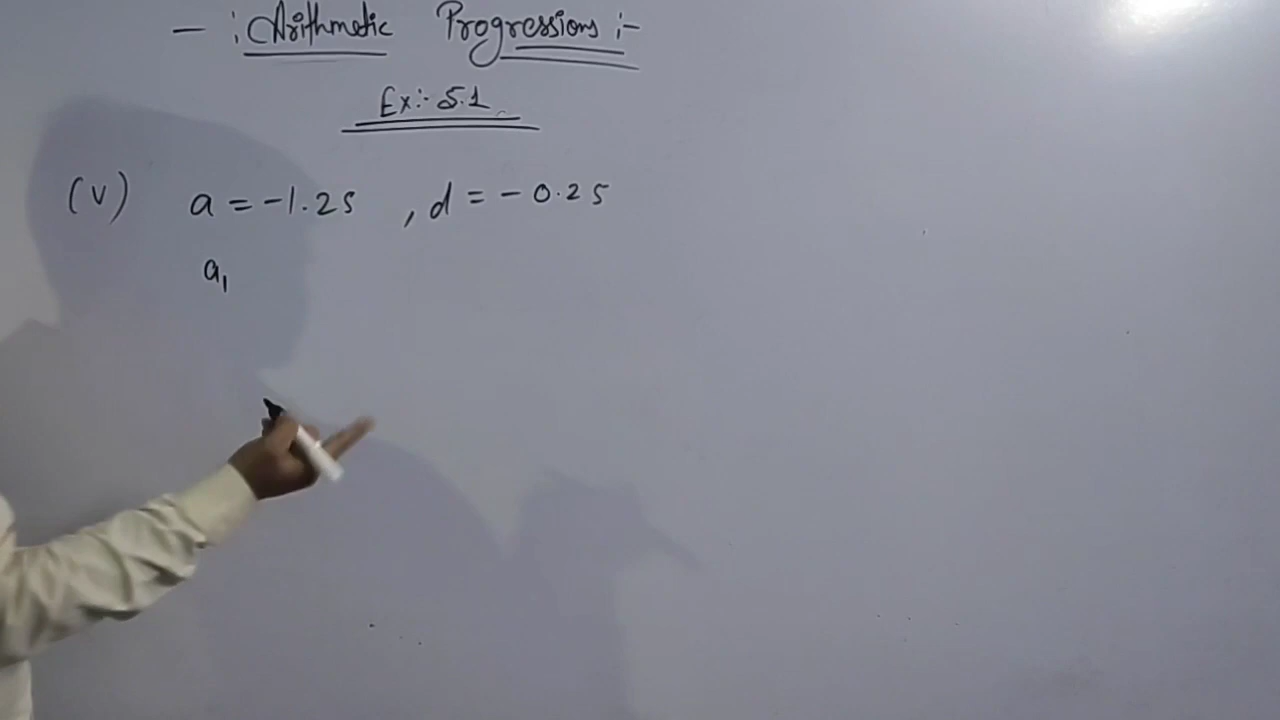 - : Arithmetic Progressions :-
Ex:- 5.1
(v) a = -1.25 , d = - 0.25
a₁